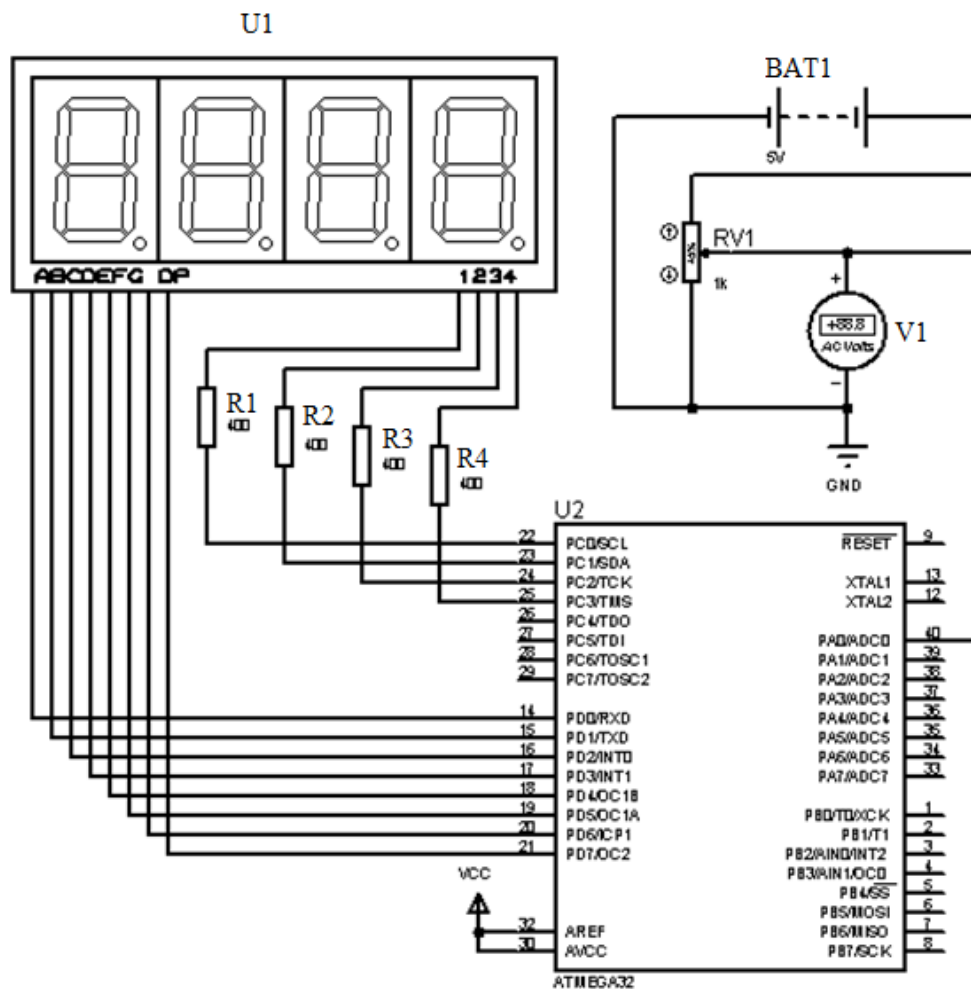 U1
BAT1
5V
RV1
1k
+88.8
AC Volts
V1
+
-
GND
ABCDEFG DP
1234
R1
400
R2
400
R3
400
R4
400
U2
22 PC0/SCL
23 PC1/SDA
24 PC2/TCK
25 PC3/TMS
26 PC4/TDO
27 PC5/TDI
28 PC6/TOSC1
29 PC7/TOSC2
14 PD0/RXD
15 PD1/TXD
16 PD2/INT0
17 PD3/INT1
18 PD4/OC1B
19 PD5/OC1A
20 PD6/ICP1
21 PD7/OC2
VCC
32 AREF
30 AVCC
RESET 9
XTAL1 13
XTAL2 12
PA0/ADC0 40
PA1/ADC1 39
PA2/ADC2 38
PA3/ADC3 37
PA4/ADC4 36
PA5/ADC5 35
PA6/ADC6 34
PA7/ADC7 33
PB0/T0/XCK 1
PB1/T1 2
PB2/AIN0/INT2 3
PB3/AIN1/OC0 4
PB4/SS 5
PB5/MOSI 6
PB6/MISO 7
PB7/SCK 8
ATMEGA32